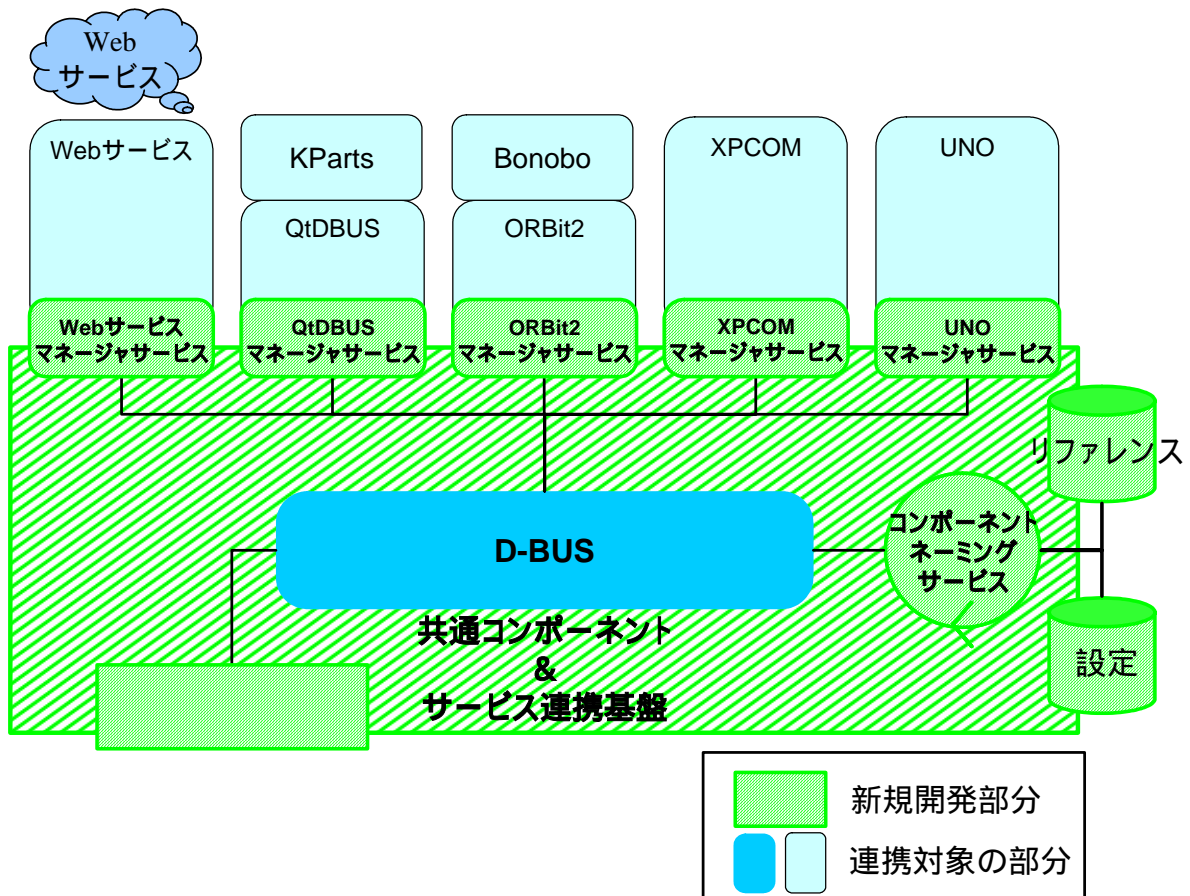 Web
サービス
Webサービス
KParts
Bonobo
XPCOM
UNO
QtDBUS
ORBit2
Webサービス
マネージャサービス
QtDBUS
マネージャサービス
ORBit2
マネージャサービス
XPCOM
マネージャサービス
UNO
マネージャサービス
リファレンス
コンポーネント
ネーミング
サービス
D-BUS
共通コンポーネント
&
サービス連携基盤
設定
新規開発部分
連携対象の部分